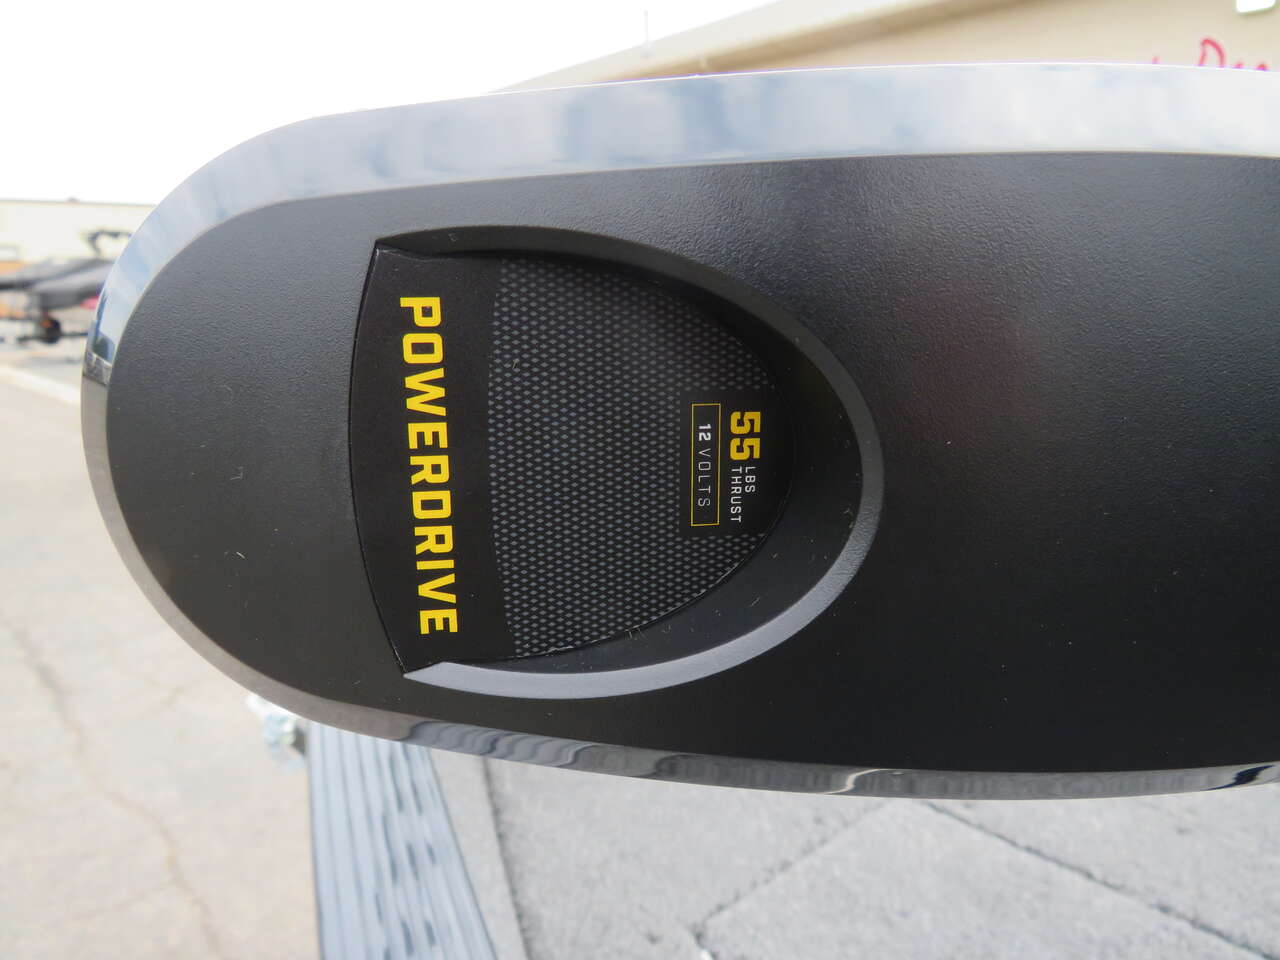 POWERDRIVE
55 LBS
THRUST
12 VOLTS